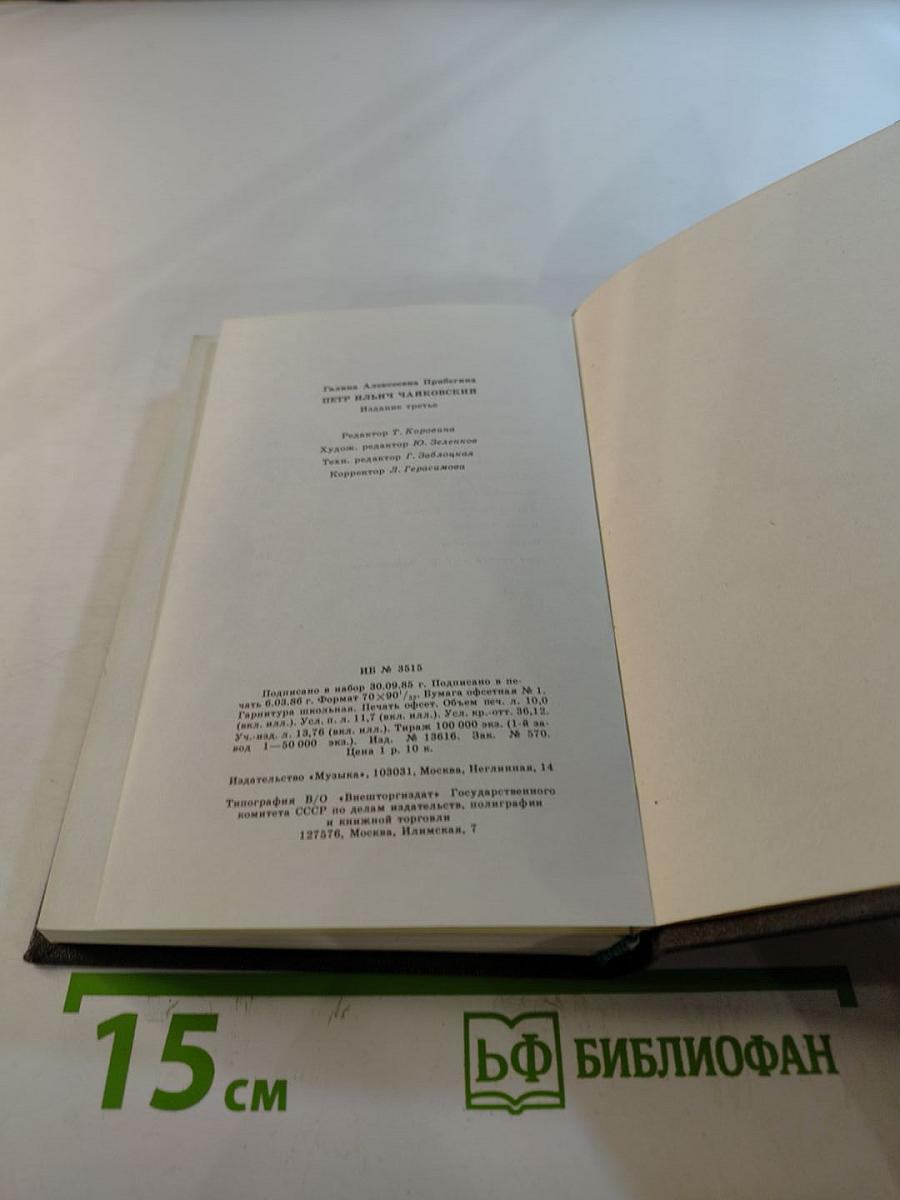 Галина Алексеевна Прибегина
ПЕТР ИЛЬИЧ ЧАЙКОВСКИЙ
Издание третье
Редактор Т. Коровина
Худож. редактор Ю. Зеленков
Техн. редактор Г. Заблоцкая
Корректор Л. Герасимова
ИБ № 3515
Подписано в набор 30.09.85 г. Подписано в пе-
чать 6.03.86 г. Формат 70×90¹/₃₂. Бумага офсетная № 1.
Гарнитура школьная. Печать офсет. Объем печ. л. 10,0
(вкл. илл.). Усл. п. л. 11,7 (вкл. илл.). Усл. кр.-отт. 36,12.
Уч.-изд. л. 13,76 (вкл. илл.). Тираж 100 000 экз. (1-й за-
вод 1—50 000 экз.). Изд. № 13616. Зак. № 570.
Цена 1 р. 10 к.
Издательство «Музыка», 103031, Москва, Неглинная, 14
Типография В/О «Внешторгиздат» Государственного
комитета СССР по делам издательств, полиграфии
и книжной торговли
127576, Москва, Илимская, 7
15 см
БФ БИБЛИОФАН